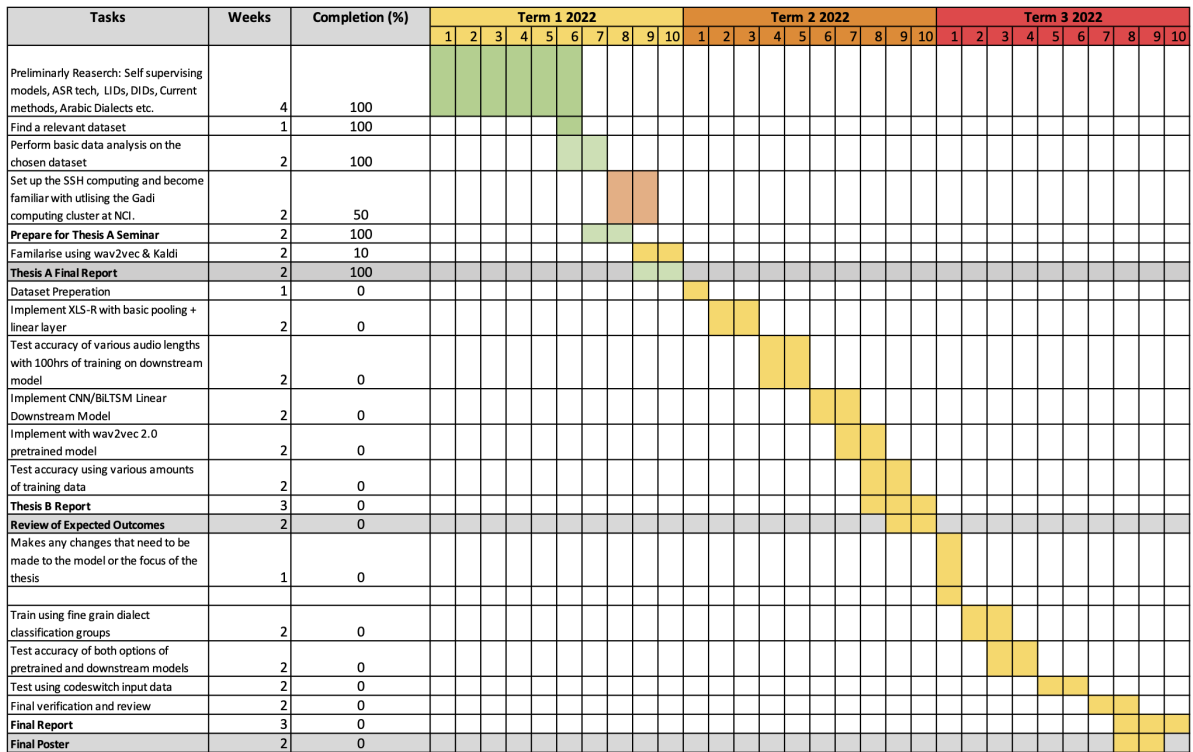 Tasks Weeks Completion (%) Term 1 2022 Term 2 2022 Term 3 2022
1 2 3 4 5 6 7 8 9 10 1 2 3 4 5 6 7 8 9 10 1 2 3 4 5 6 7 8 9 10
Preliminarly Reaserch: Self supervising
models, ASR tech, LIDs, DIDs, Current
methods, Arabic Dialects etc. 4 100
Find a relevant dataset 1 100
Perform basic data analysis on the
chosen dataset 2 100
Set up the SSH computing and become
familiar with utlising the Gadi
computing cluster at NCI. 2 50
Prepare for Thesis A Seminar 2 100
Familarise using wav2vec & Kaldi 2 10
Thesis A Final Report 2 100
Dataset Preperation 1 0
Implement XLS-R with basic pooling +
linear layer 2 0
Test accuracy of various audio lengths
with 100hrs of training on downstream
model 2 0
Implement CNN/BiLTSM Linear
Downstream Model 2 0
Implement with wav2vec 2.0
pretrained model 2 0
Test accuracy using various amounts
of training data 2 0
Thesis B Report 3 0
Review of Expected Outcomes 2 0
Makes any changes that need to be
made to the model or the focus of the
thesis 1 0
Train using fine grain dialect
classification groups 2 0
Test accuracy of both options of
pretrained and downstream models 2 0
Test using codeswitch input data 2 0
Final verification and review 2 0
Final Report 3 0
Final Poster 2 0